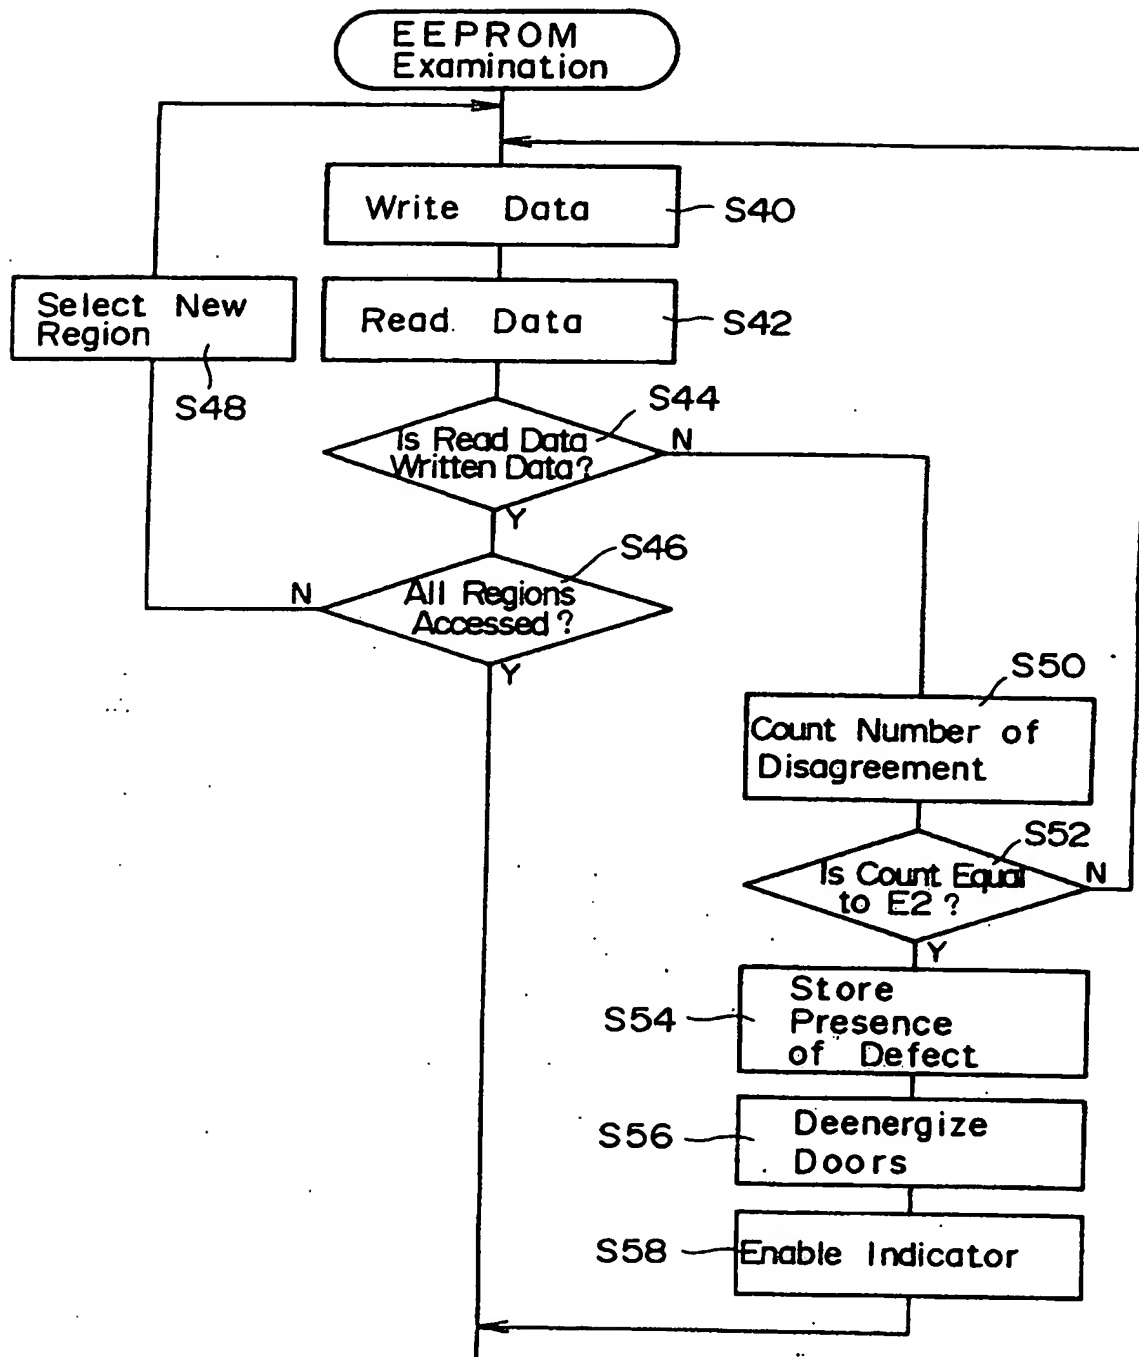 EEPROM
Examination
Write Data
S40
Select New
Region
S48
Read Data
S42
S44
Is Read Data
Written Data?
N
Y
S46
N
All Regions
Accessed?
Y
S50
Count Number of
Disagreement
S52
Is Count Equal
to E2?
N
Y
S54
Store
Presence
of Defect
S56
Deenergize
Doors
S58
Enable Indicator